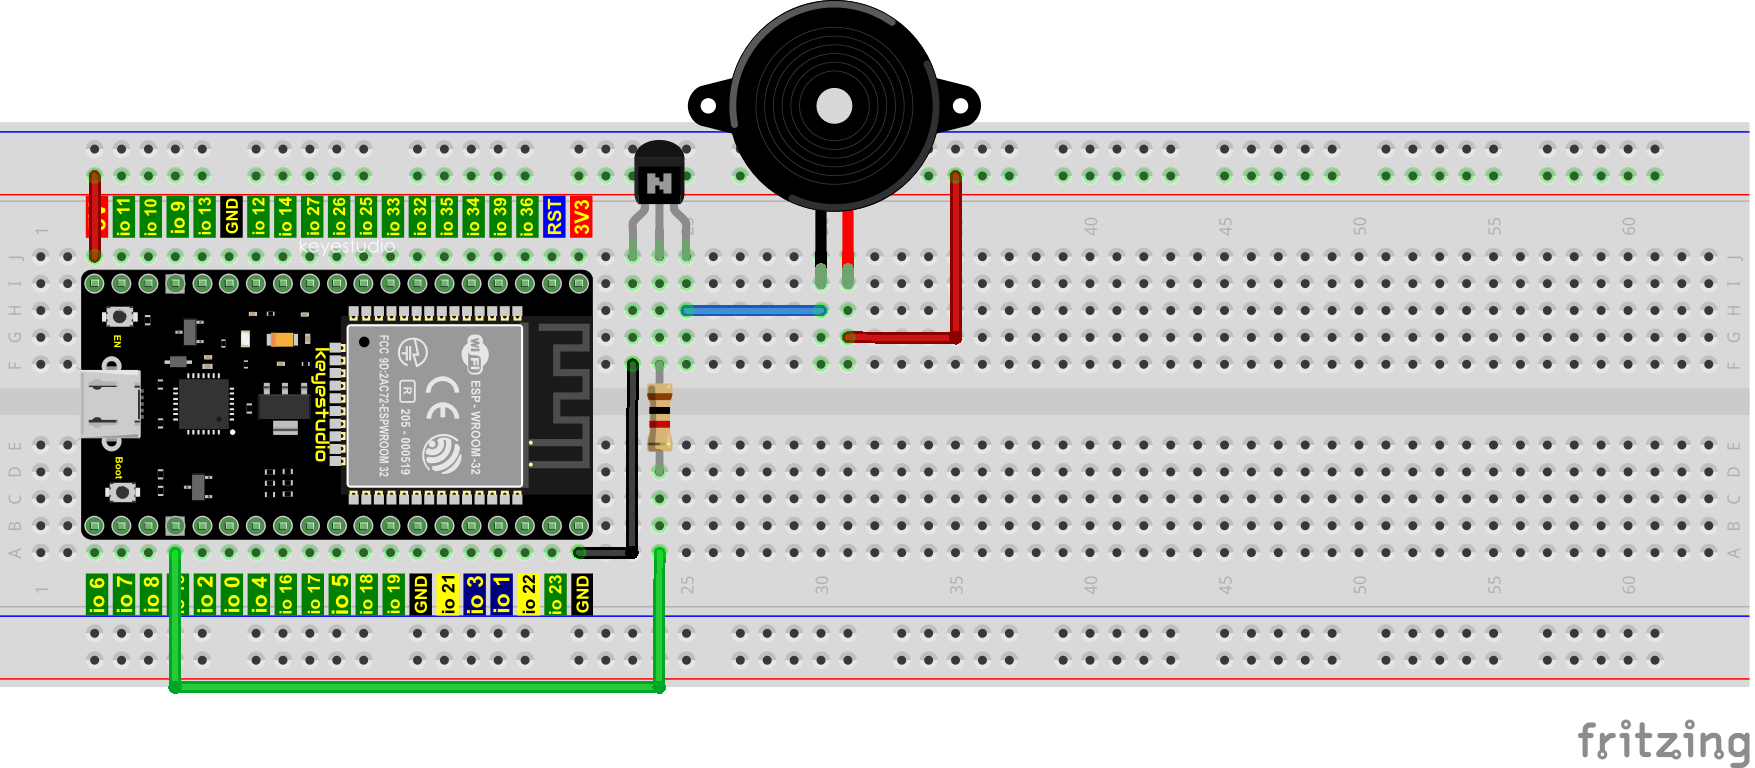 io 11
io 10
io 9
io 13
GND
io 12
io 14
io 27
io 26
io 25
io 33
io 32
io 35
io 34
io 39
io 36
RST
3V3
keyestudio
N
1
25
30
35
40
45
50
55
60
J
I
H
G
F
J
I
H
G
F
EN
Boot
keyestudio
FCC 9D:2AC72-ESPWROOM 32
R
205 - 000519
CE
WiFi
ESP - WROOM -32
E
D
C
B
A
E
D
C
B
A
io 6
io 7
io 8
io 2
io 0
io 4
io 16
io 17
io 5
io 18
io 19
GND
io 21
io 3
io 1
io 22
io 23
GND
1
25
30
35
40
45
50
55
60
fritzing